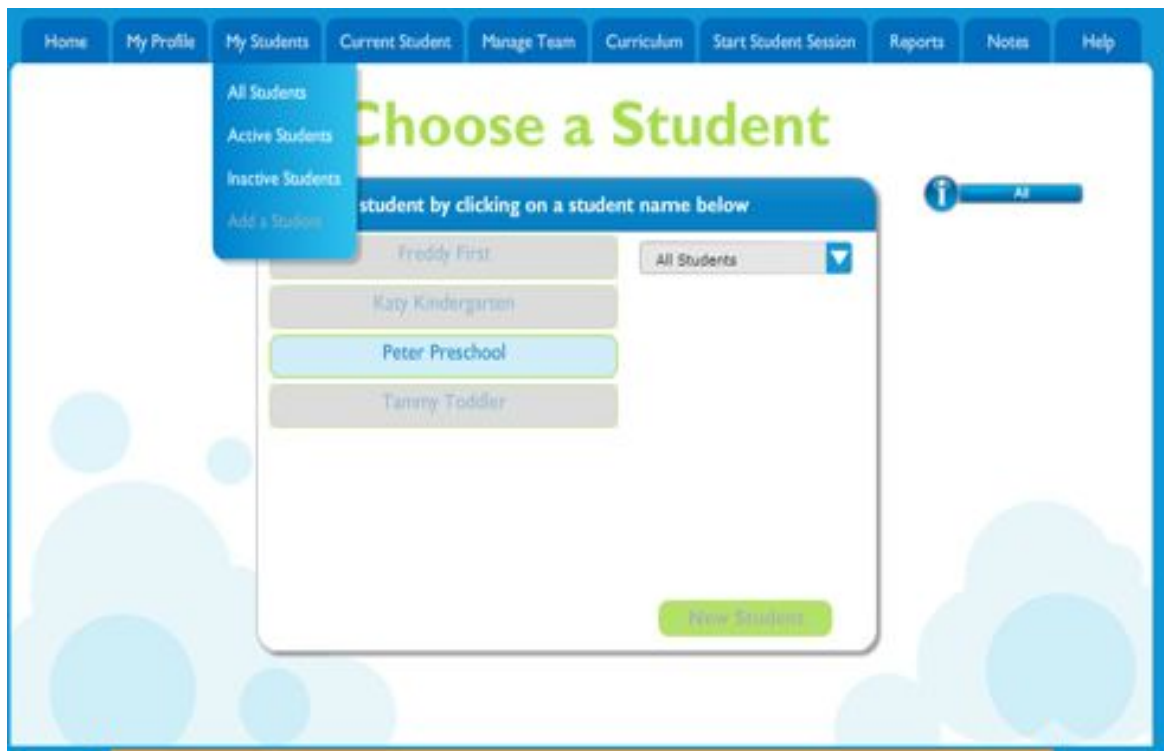 Home My Profile My Students Current Student Manage Team Curriculum Start Student Session Reports Notes Help
All Students
Active Students
Inactive Students
Add a Student
Choose a Student
student by clicking on a student name below
All
Freddy First
All Students
Katy Kindergarten
Peter Preschool
Tammy Toddler
New Student